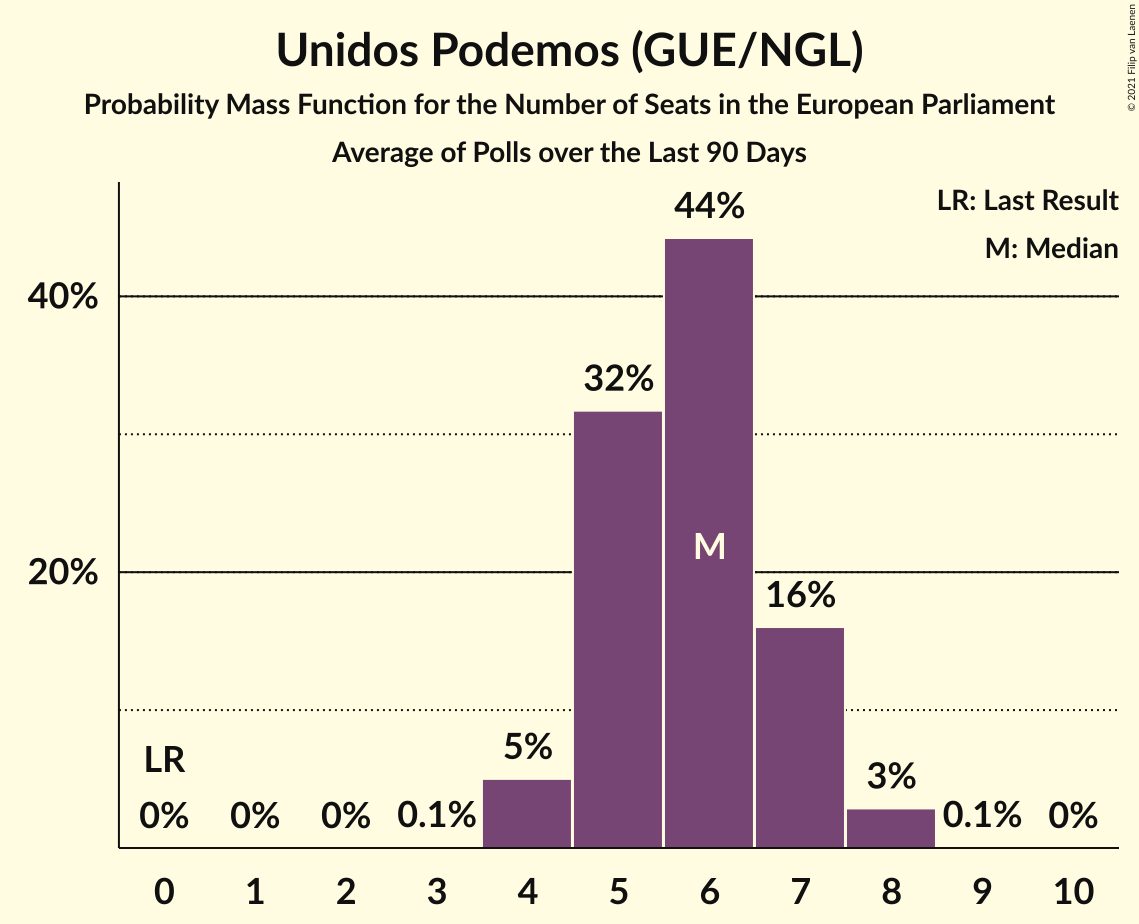 Unidos Podemos (GUE/NGL)
Probability Mass Function for the Number of Seats in the European Parliament
Average of Polls over the Last 90 Days
© 2021 Filip van Laenen
LR: Last Result
M: Median
40%
20%
LR
0% 0% 0% 0.1% 5% 32% 44% 16% 3% 0.1% 0%
M
0 1 2 3 4 5 6 7 8 9 10